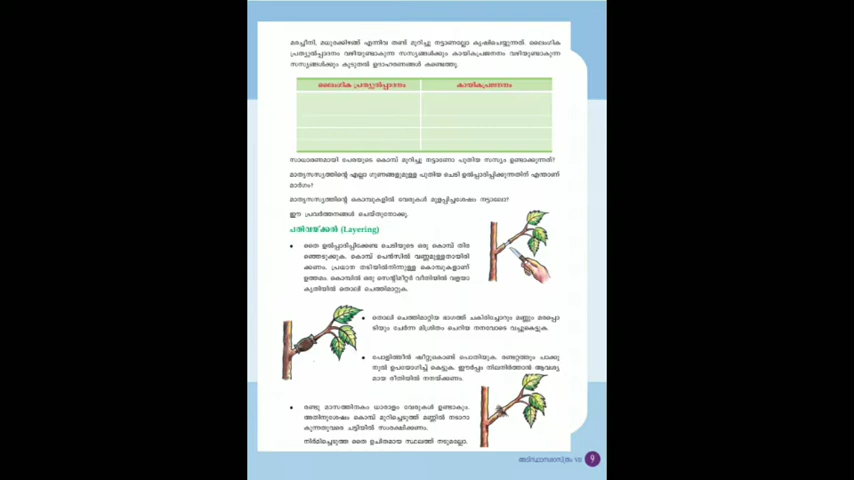 മരച്ചീനി, മധുരക്കിഴങ്ങ് എന്നിവ തണ്ട് മുറിച്ചു നട്ടാണല്ലോ കൃഷിചെയ്യുന്നത്. ലൈംഗിക
പ്രത്യുൽപ്പാദനം വഴിയുണ്ടാകുന്ന സസ്യങ്ങൾക്കും കായികപ്രജനനം വഴിയുണ്ടാകുന്ന
സസ്യങ്ങൾക്കും കൂടുതൽ ഉദാഹരണങ്ങൾ കണ്ടെത്തൂ.
ലൈംഗിക പ്രത്യുൽപ്പാദനം കായികപ്രജനനം
സാധാരണമായി പേരയുടെ കൊമ്പ് മുറിച്ചു നട്ടാണോ പുതിയ സസ്യം ഉണ്ടാക്കുന്നത്?
മാതൃസസ്യത്തിന്റെ എല്ലാ ഗുണങ്ങളുമുള്ള പുതിയ ചെടി ഉൽപ്പാദിപ്പിക്കുന്നതിന് എന്താണ്
മാർഗം?
മാതൃസസ്യത്തിന്റെ കൊമ്പുകളിൽ വേരുകൾ മുളപ്പിച്ചശേഷം നട്ടാലോ?
ഈ പ്രവർത്തനങ്ങൾ ചെയ്തുനോക്കൂ.
പതിവയ്ക്കൽ (Layering)
• തൈ ഉൽപ്പാദിപ്പിക്കേണ്ട ചെടിയുടെ ഒരു കൊമ്പ് തിര
ഞ്ഞെടുക്കുക. കൊമ്പ് പെൻസിൽ വണ്ണമുള്ളതായിരി
ക്കണം. പ്രധാന തടിയിൽനിന്നുള്ള കൊമ്പുകളാണ്
ഉത്തമം. കൊമ്പിൽ ഒരു സെന്റിമീറ്റർ വീതിയിൽ വളയാ
കൃതിയിൽ തൊലി ചെത്തിമാറ്റുക.
• തൊലി ചെത്തിമാറ്റിയ ഭാഗത്ത് ചകിരിച്ചോറും മണ്ണും മരപ്പൊ
ടിയും ചേർന്ന മിശ്രിതം ചെറിയ നനവോടെ വച്ചുകെട്ടുക.
• പോളിത്തീൻ ഷീറ്റുകൊണ്ട് പൊതിയുക. രണ്ടറ്റത്തും പാക്കു
നൂൽ ഉപയോഗിച്ച് കെട്ടുക. ഈർപ്പം നിലനിർത്താൻ ആവശ്യ
മായ രീതിയിൽ നനയ്ക്കണം.
• രണ്ടു മാസത്തിനകം ധാരാളം വേരുകൾ ഉണ്ടാകും.
അതിനുശേഷം കൊമ്പ് മുറിച്ചെടുത്ത് മണ്ണിൽ നടാറാ
കുന്നതുവരെ ചട്ടിയിൽ സംരക്ഷിക്കണം.
നിർമിച്ചെടുത്ത തൈ ഉചിതമായ സ്ഥലത്ത് നടുമല്ലോ.
അടിസ്ഥാനശാസ്ത്രം VII 9